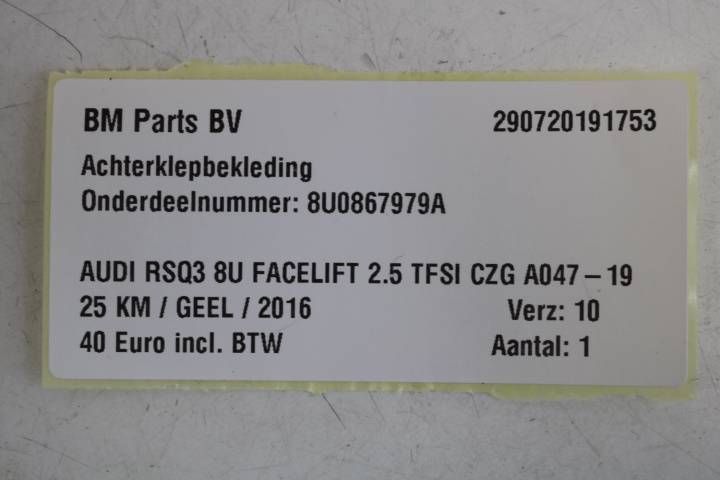 BM Parts BV 290720191753
Achterklepbekleding
Onderdeelnummer: 8U0867979A
AUDI RSQ3 8U FACELIFT 2.5 TFSI CZG A047-19
25 KM / GEEL / 2016 Verz: 10
40 Euro incl. BTW Aantal: 1